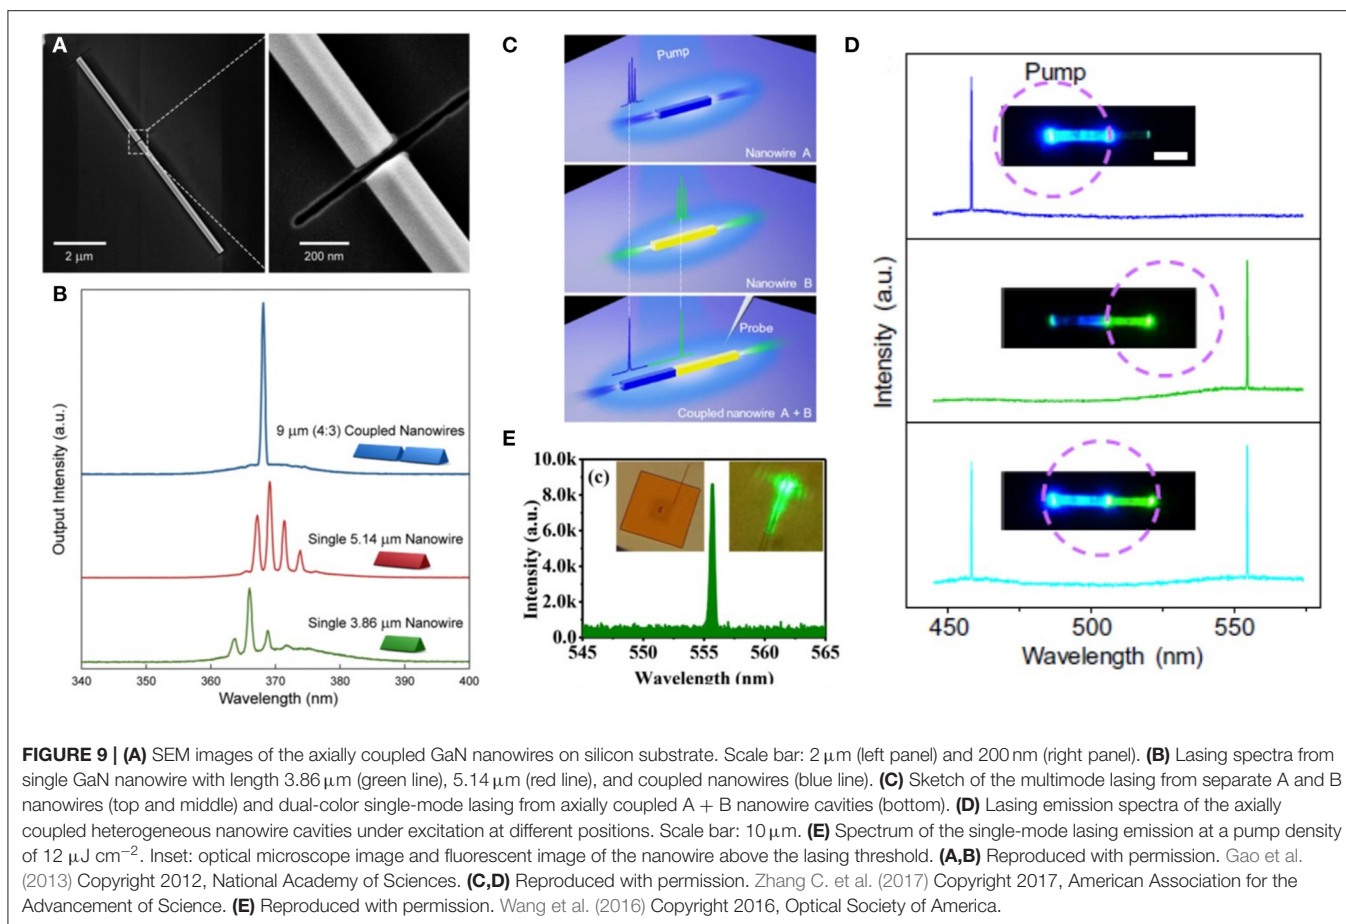 A
2 μm
200 nm
B
Output Intensity (a.u.)
9 μm (4:3) Coupled Nanowires
Single 5.14 μm Nanowire
Single 3.86 μm Nanowire
340 350 360 370 380 390 400
Wavelength (nm)
C
Pump
Nanowire A
Nanowire B
Probe
Coupled nanowire A + B
D
Pump
Intensity (a.u.)
Intensity (a.u.)
450 500 550
Wavelength (nm)
E
(c)
Intensity (a.u.)
10.0k
8.0k
6.0k
4.0k
2.0k
0.0
545 550 555 560 565
Wavelength (nm)
FIGURE 9 | (A) SEM images of the axially coupled GaN nanowires on silicon substrate. Scale bar: 2 μm (left panel) and 200 nm (right panel). (B) Lasing spectra from
single GaN nanowire with length 3.86 μm (green line), 5.14 μm (red line), and coupled nanowires (blue line). (C) Sketch of the multimode lasing from separate A and B
nanowires (top and middle) and dual-color single-mode lasing from axially coupled A + B nanowire cavities (bottom). (D) Lasing emission spectra of the axially
coupled heterogeneous nanowire cavities under excitation at different positions. Scale bar: 10 μm. (E) Spectrum of the single-mode lasing emission at a pump density
of 12 μJ cm−2. Inset: optical microscope image and fluorescent image of the nanowire above the lasing threshold. (A,B) Reproduced with permission. Gao et al.
(2013) Copyright 2012, National Academy of Sciences. (C,D) Reproduced with permission. Zhang C. et al. (2017) Copyright 2017, American Association for the
Advancement of Science. (E) Reproduced with permission. Wang et al. (2016) Copyright 2016, Optical Society of America.